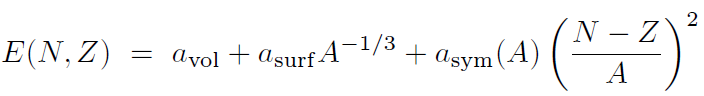 E(N, Z) = a_vol + a_surf A^{-1/3} + a_sym(A) ( (N − Z) / A )^2